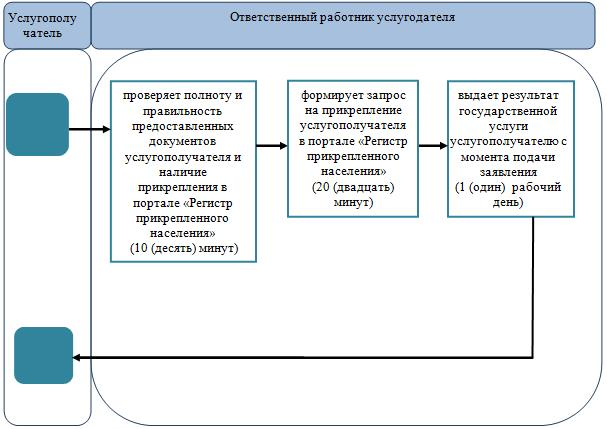 Услугополу
чатель
Ответственный работник услугодателя
проверяет полноту и
правильность
предоставленных
документов
услугополучателя и
наличие
прикрепления в
портале «Регистр
прикрепленного
населения»
(10 (десять) минут)
формирует запрос
на прикрепление
услугополучателя
в портале «Регистр
прикрепленного
населения»
(20 (двадцать)
минут)
выдает результат
государственной
услуги
услугополучателю с
момента подачи
заявления
(1 (один) рабочий
день)